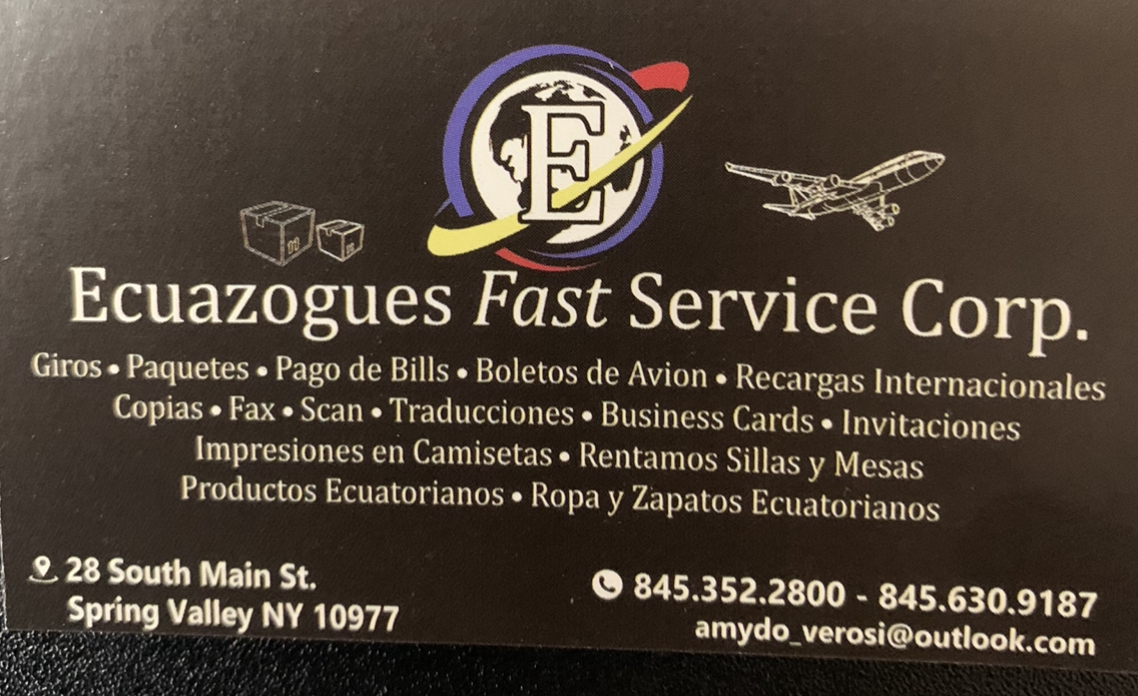 E
Ecuazogues Fast Service Corp.
Giros • Paquetes • Pago de Bills • Boletos de Avion • Recargas Internacionales
Copias • Fax • Scan • Traducciones • Business Cards • Invitaciones
Impresiones en Camisetas • Rentamos Sillas y Mesas
Productos Ecuatorianos • Ropa y Zapatos Ecuatorianos
28 South Main St.
Spring Valley NY 10977
845.352.2800 - 845.630.9187
amydo_verosi@outlook.com